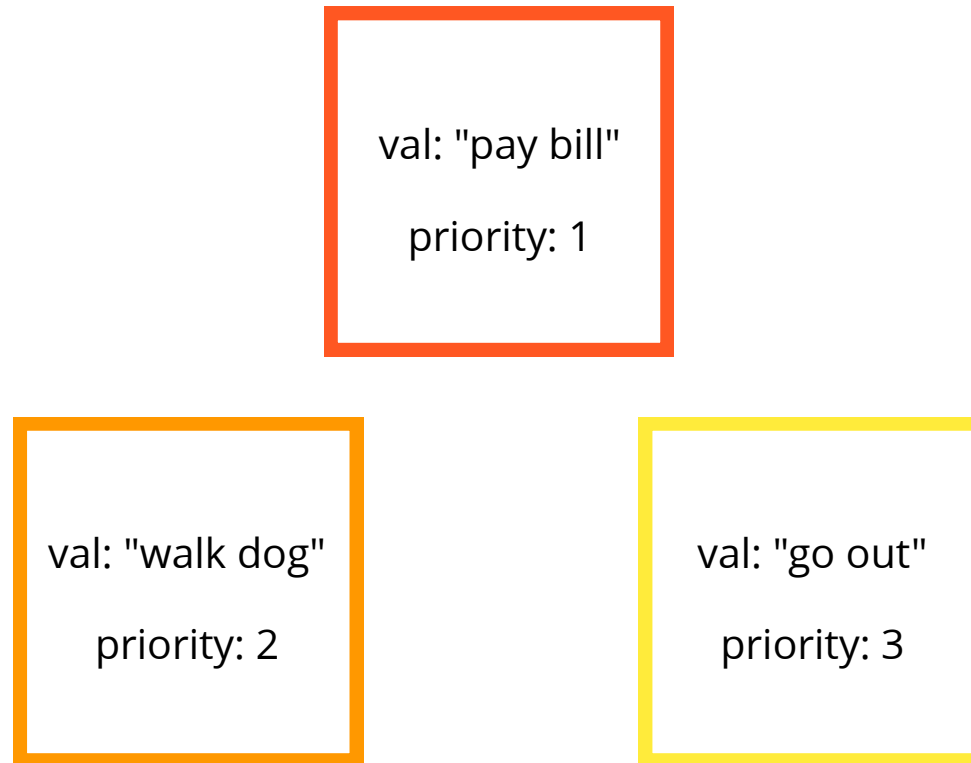 val: "pay bill"
priority: 1
val: "walk dog"
priority: 2
val: "go out"
priority: 3